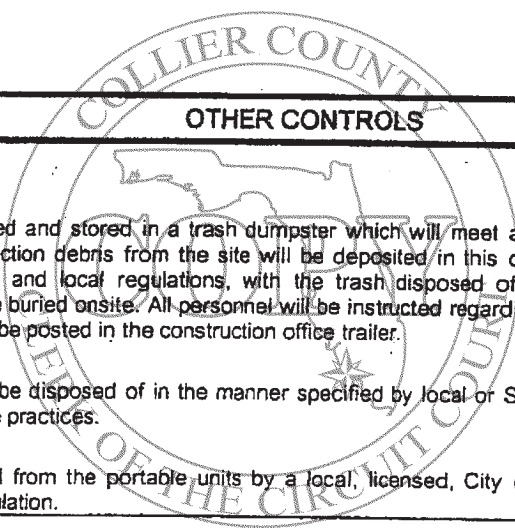 COLLIER COUNTY
OTHER CONTROLS
COPY
ed and stored in a trash dumpster which will meet a
ction debris from the site will be deposited in this
and local regulations, with the trash disposed of
e buried onsite. All personnel will be instructed regard
be posted in the construction office trailer.
be disposed of in the manner specified by local or S
e practices.
d from the portable units by a local, licensed, City
lation.
CLERK OF THE CIRCUIT COURT